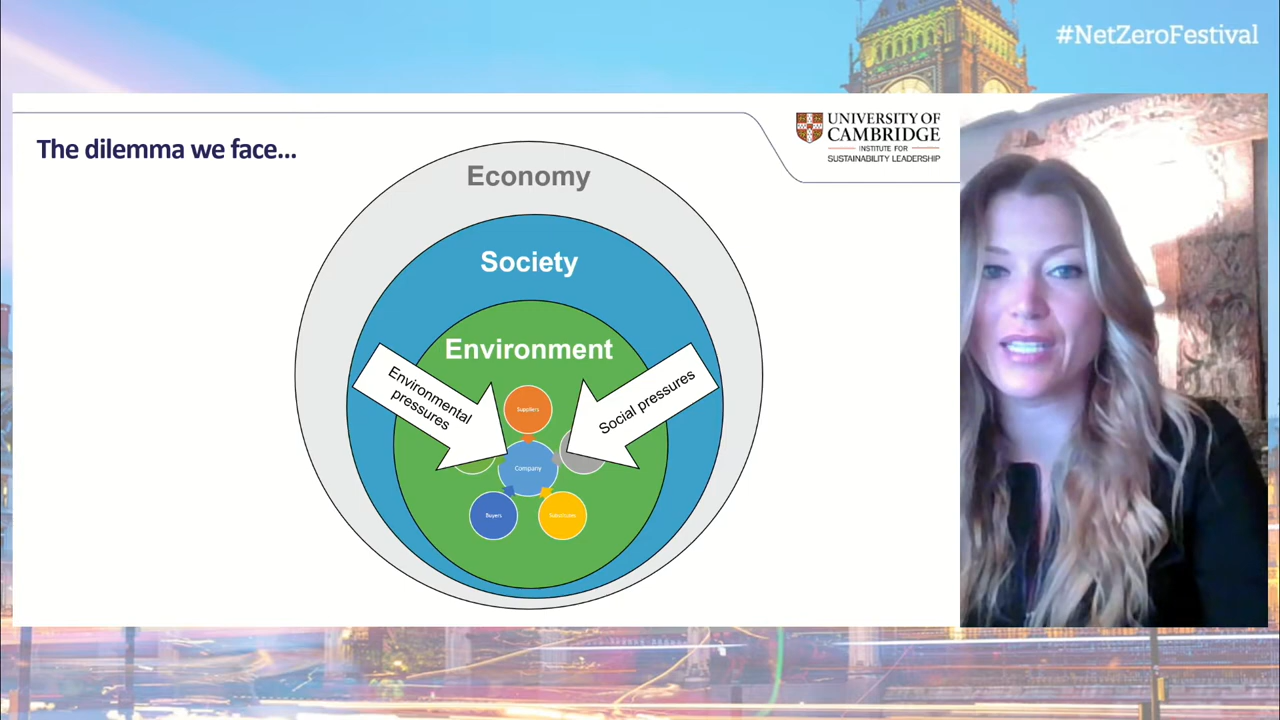 #NetZeroFestival
UNIVERSITY OF
CAMBRIDGE
INSTITUTE FOR
SUSTAINABILITY LEADERSHIP
The dilemma we face...
Economy
Society
Environment
Environmental
pressures
Social pressures
Suppliers
Company
Buyers
Substitutes